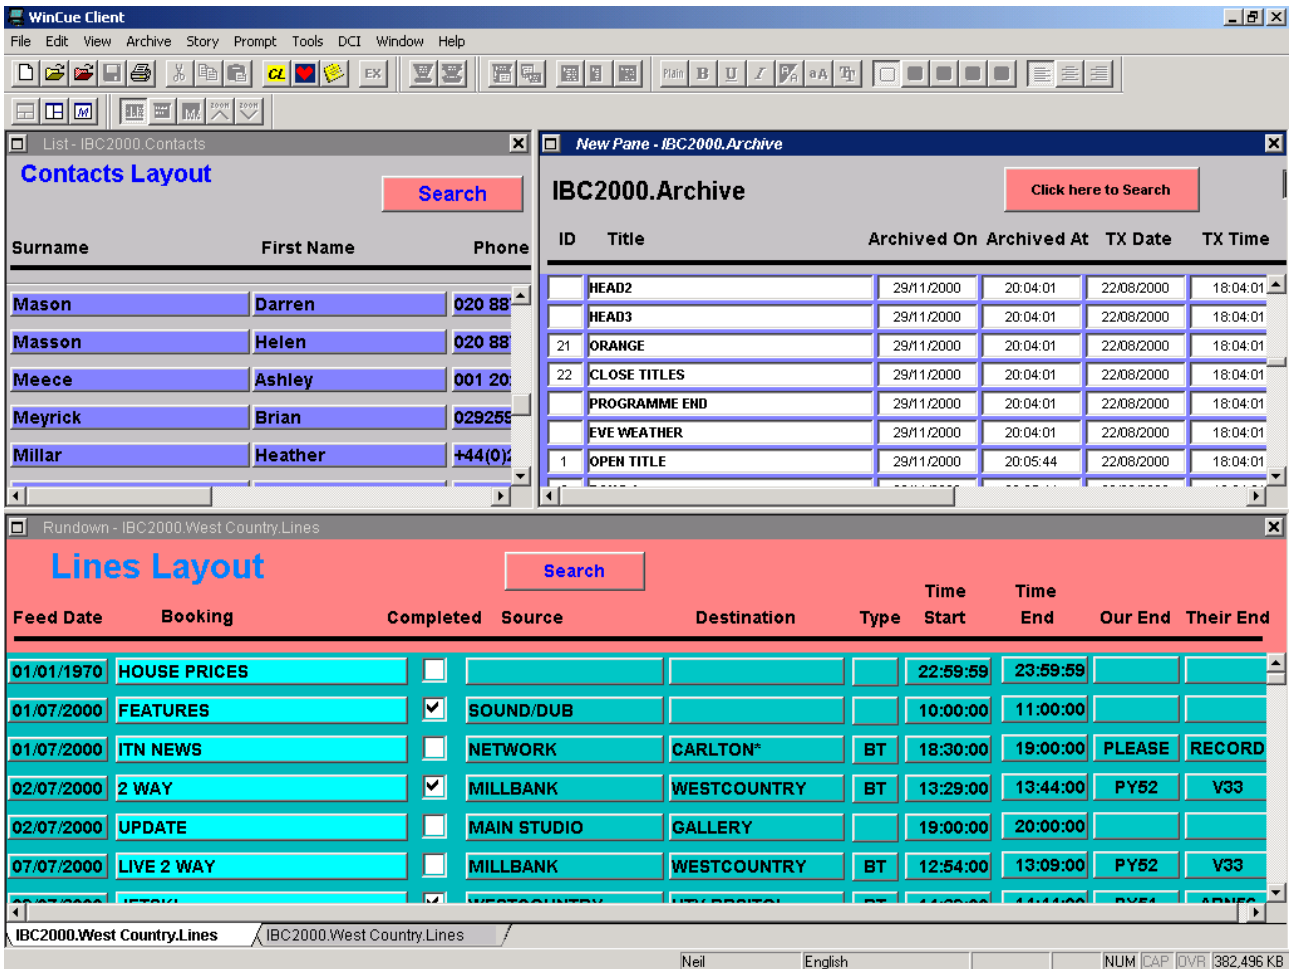 WinCue Client
File Edit View Archive Story Prompt Tools DCI Window Help
CL EX Plain B U I aA
M zoom zoom
List - IBC2000.Contacts
Contacts Layout
Search
Surname First Name Phone
Mason Darren 020 88
Masson Helen 020 88
Meece Ashley 001 20
Meyrick Brian 029259
Millar Heather +44(0)
New Pane - IBC2000.Archive
IBC2000.Archive
Click here to Search
ID Title Archived On Archived At TX Date TX Time
HEAD2 29/11/2000 20:04:01 22/08/2000 18:04:01
HEAD3 29/11/2000 20:04:01 22/08/2000 18:04:01
21 ORANGE 29/11/2000 20:04:01 22/08/2000 18:04:01
22 CLOSE TITLES 29/11/2000 20:04:01 22/08/2000 18:04:01
PROGRAMME END 29/11/2000 20:04:01 22/08/2000 18:04:01
EVE WEATHER 29/11/2000 20:04:01 22/08/2000 18:04:01
1 OPEN TITLE 29/11/2000 20:05:44 22/08/2000 18:04:01
Rundown - IBC2000.West Country.Lines
Lines Layout
Search
Feed Date Booking Completed Source Destination Type Time Start Time End Our End Their End
01/01/1970 HOUSE PRICES 22:59:59 23:59:59
01/07/2000 FEATURES SOUND/DUB 10:00:00 11:00:00
01/07/2000 ITN NEWS NETWORK CARLTON* BT 18:30:00 19:00:00 PLEASE RECORD
02/07/2000 2 WAY MILLBANK WESTCOUNTRY BT 13:29:00 13:44:00 PY52 V33
02/07/2000 UPDATE MAIN STUDIO GALLERY 19:00:00 20:00:00
07/07/2000 LIVE 2 WAY MILLBANK WESTCOUNTRY BT 12:54:00 13:09:00 PY52 V33
IBC2000.West Country.Lines IBC2000.West Country.Lines
Neil English NUM CAP OVR 382,496 KB